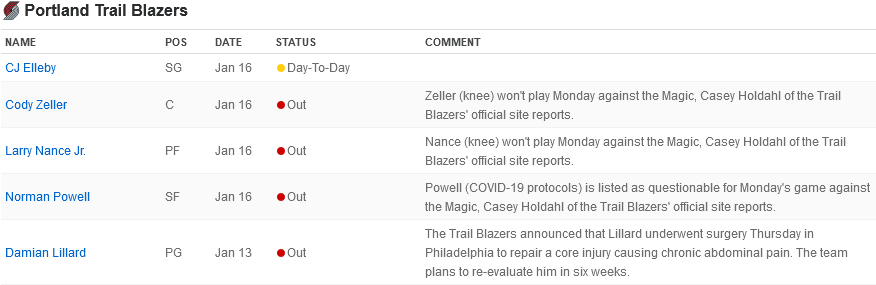 Portland Trail Blazers
NAME POS DATE STATUS COMMENT
CJ Elleby SG Jan 16 Day-To-Day
Cody Zeller C Jan 16 Out Zeller (knee) won't play Monday against the Magic, Casey Holdahl of the Trail
Blazers' official site reports.
Larry Nance Jr. PF Jan 16 Out Nance (knee) won't play Monday against the Magic, Casey Holdahl of the Trail
Blazers' official site reports.
Norman Powell SF Jan 16 Out Powell (COVID-19 protocols) is listed as questionable for Monday's game against
the Magic, Casey Holdahl of the Trail Blazers' official site reports.
Damian Lillard PG Jan 13 Out The Trail Blazers announced that Lillard underwent surgery Thursday in
Philadelphia to repair a core injury causing chronic abdominal pain. The team
plans to re-evaluate him in six weeks.